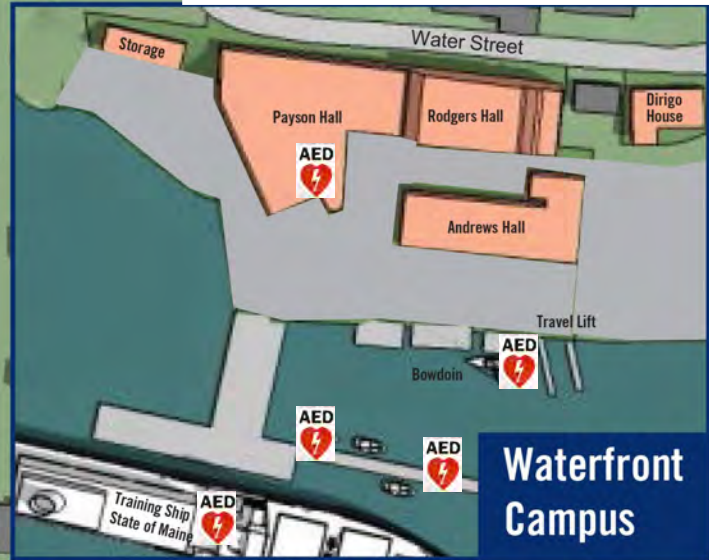 Water Street
Storage
Payson Hall
Rodgers Hall
Dirigo
House
AED
Andrews Hall
Travel Lift
AED
Bowdoin
AED
AED
Training Ship
State of Maine
AED
Waterfront
Campus